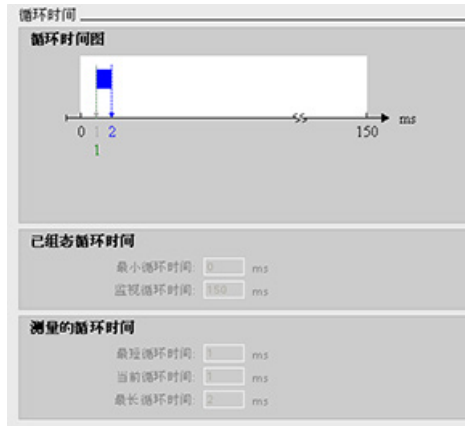 循环时间
循环时间图
ms
0 1 2 150
1
已组态循环时间
最小循环时间: 0 ms
监视循环时间: 150 ms
测量的循环时间
最短循环时间: 1 ms
当前循环时间: 1 ms
最长循环时间: 2 ms